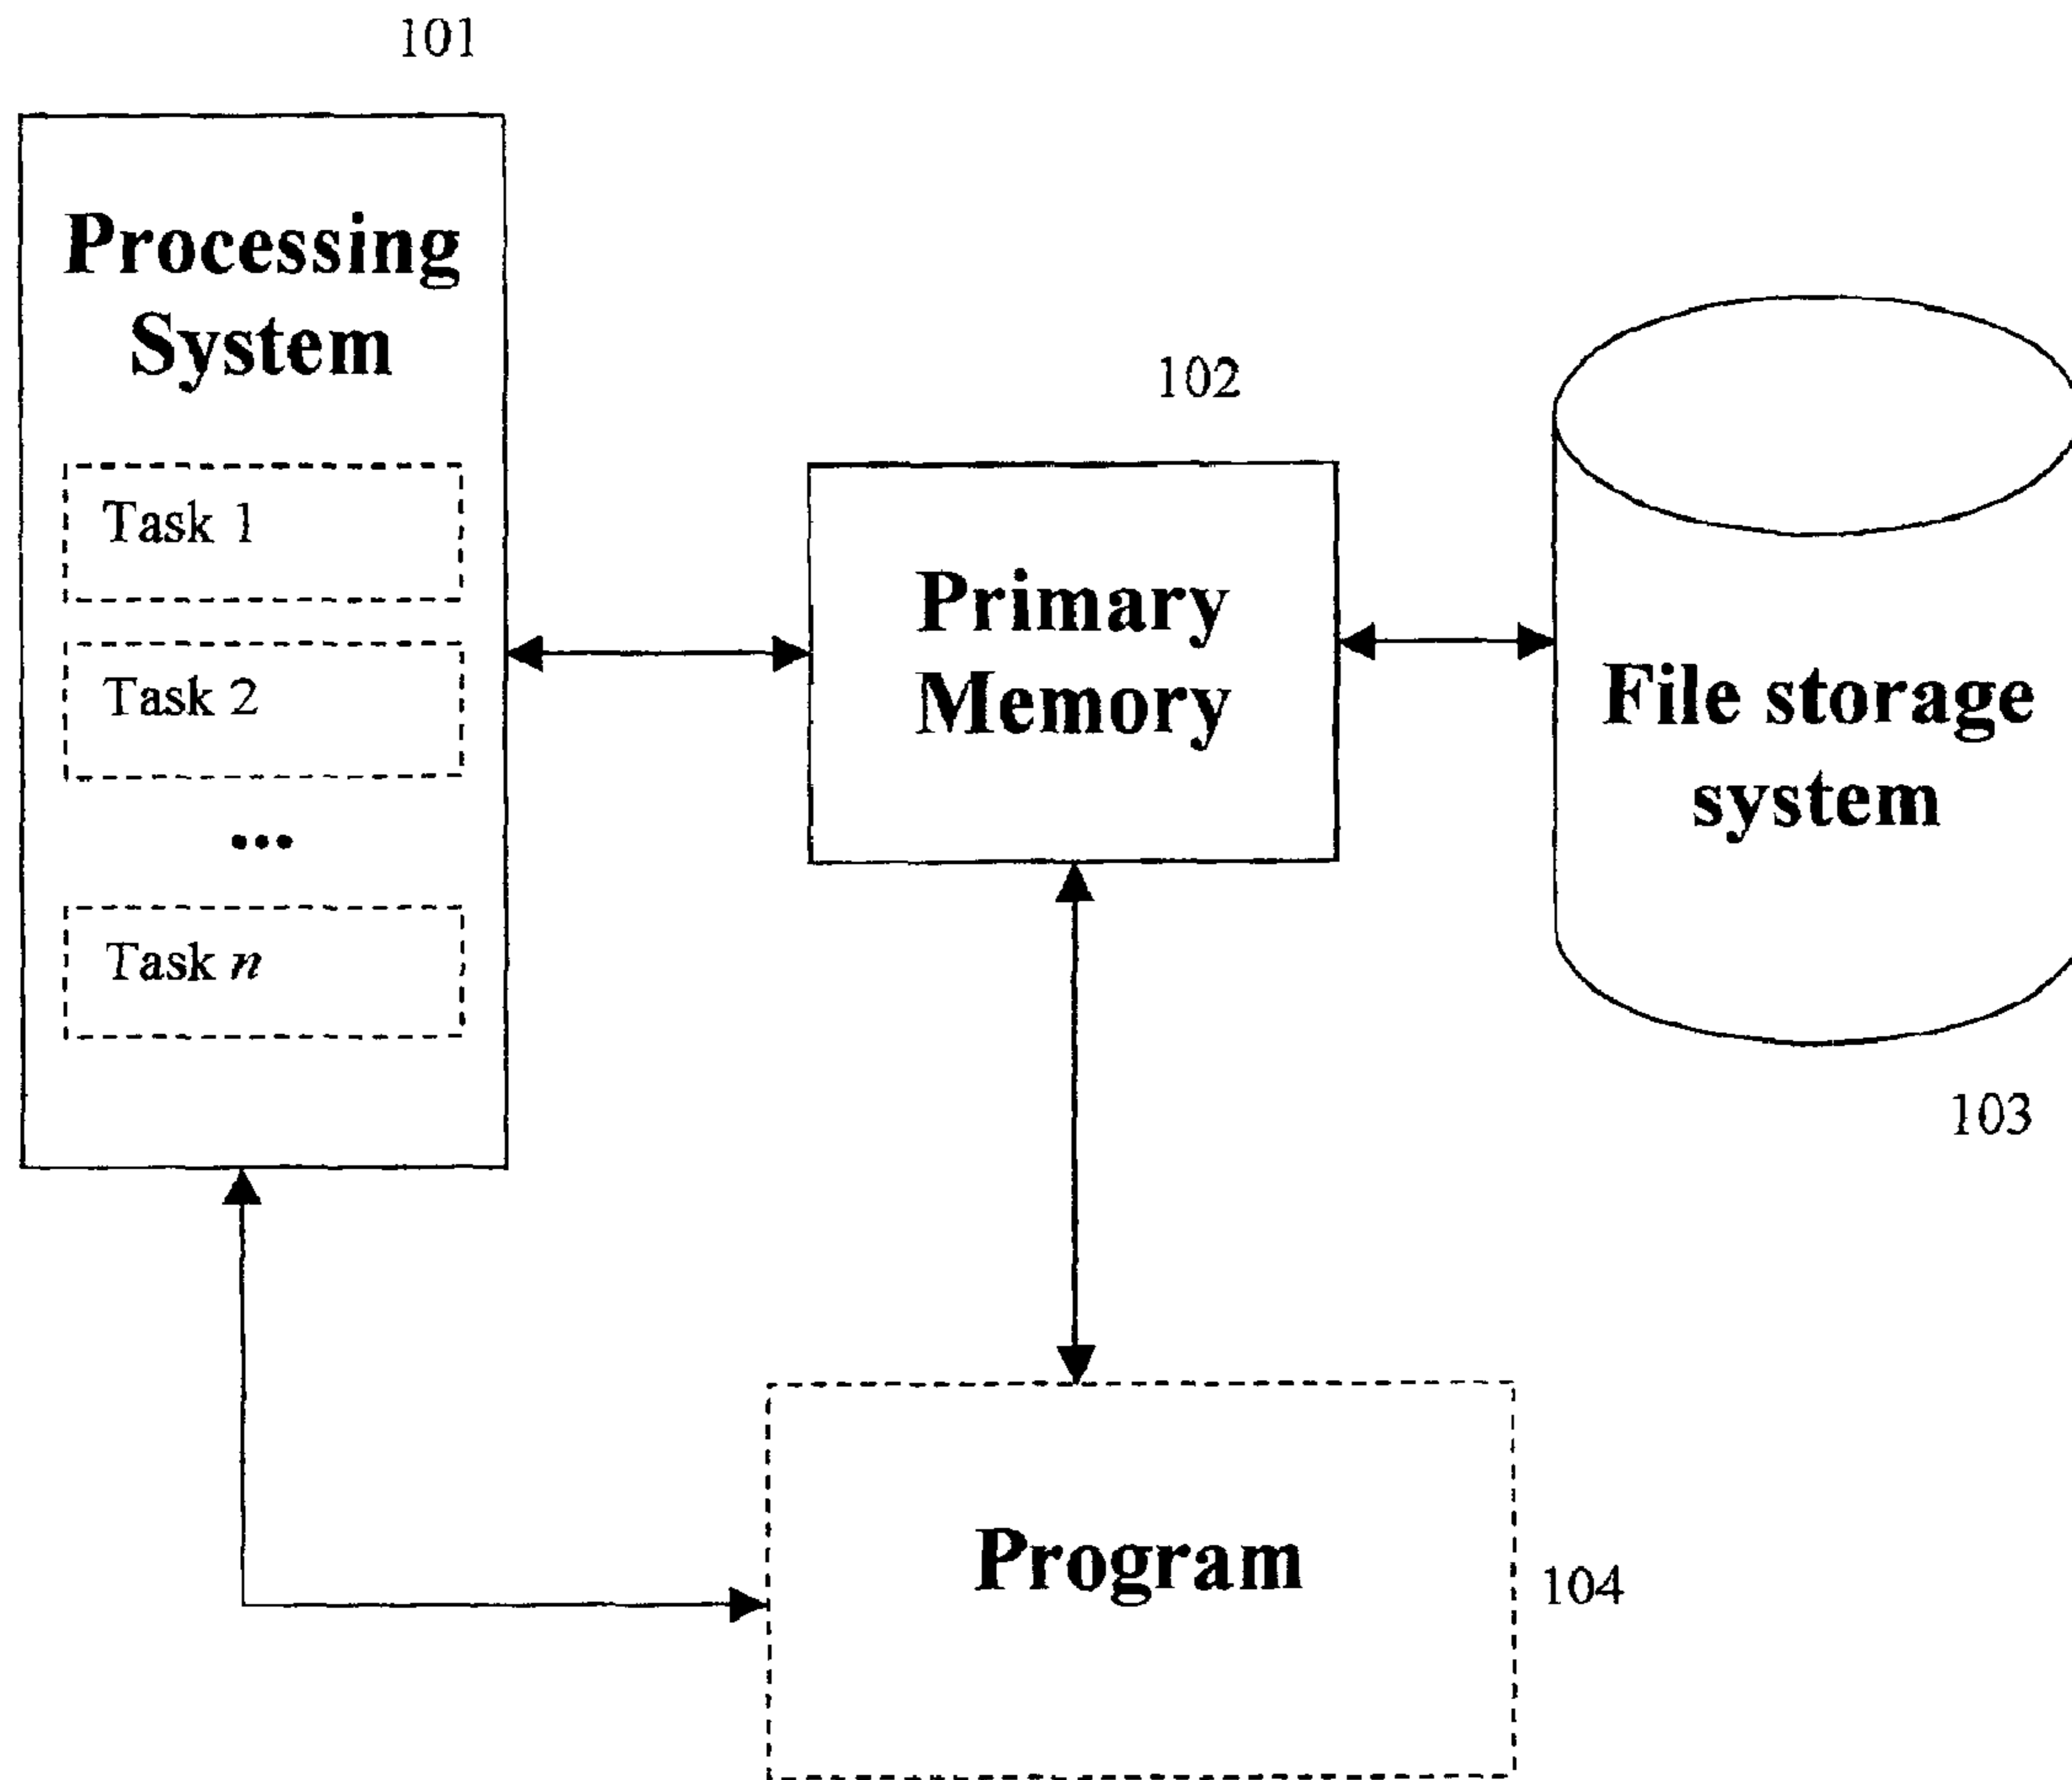 101
Processing
System
Task 1
Task 2
...
Task n
102
Primary
Memory
File storage
system
103
Program
104